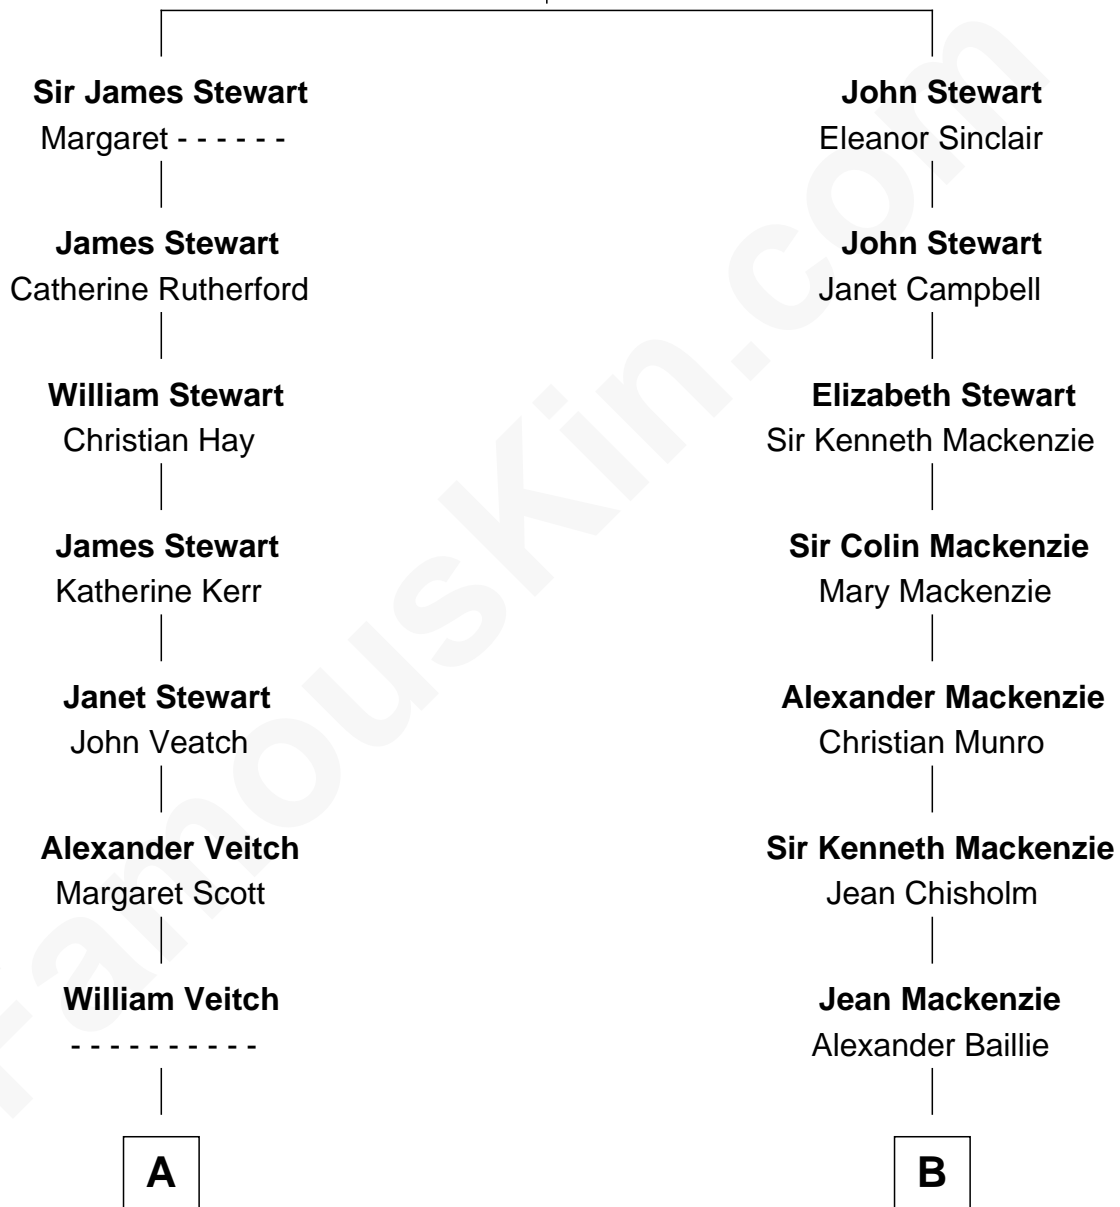 Sir James Stewart
Margaret - - - - - -
James Stewart
Catherine Rutherford
William Stewart
Christian Hay
James Stewart
Katherine Kerr
Janet Stewart
John Veatch
Alexander Veitch
Margaret Scott
William Veitch
- - - - - - - - - -
A
John Stewart
Eleanor Sinclair
John Stewart
Janet Campbell
Elizabeth Stewart
Sir Kenneth Mackenzie
Sir Colin Mackenzie
Mary Mackenzie
Alexander Mackenzie
Christian Munro
Sir Kenneth Mackenzie
Jean Chisholm
Jean Mackenzie
Alexander Baillie
B
FamousKin.com